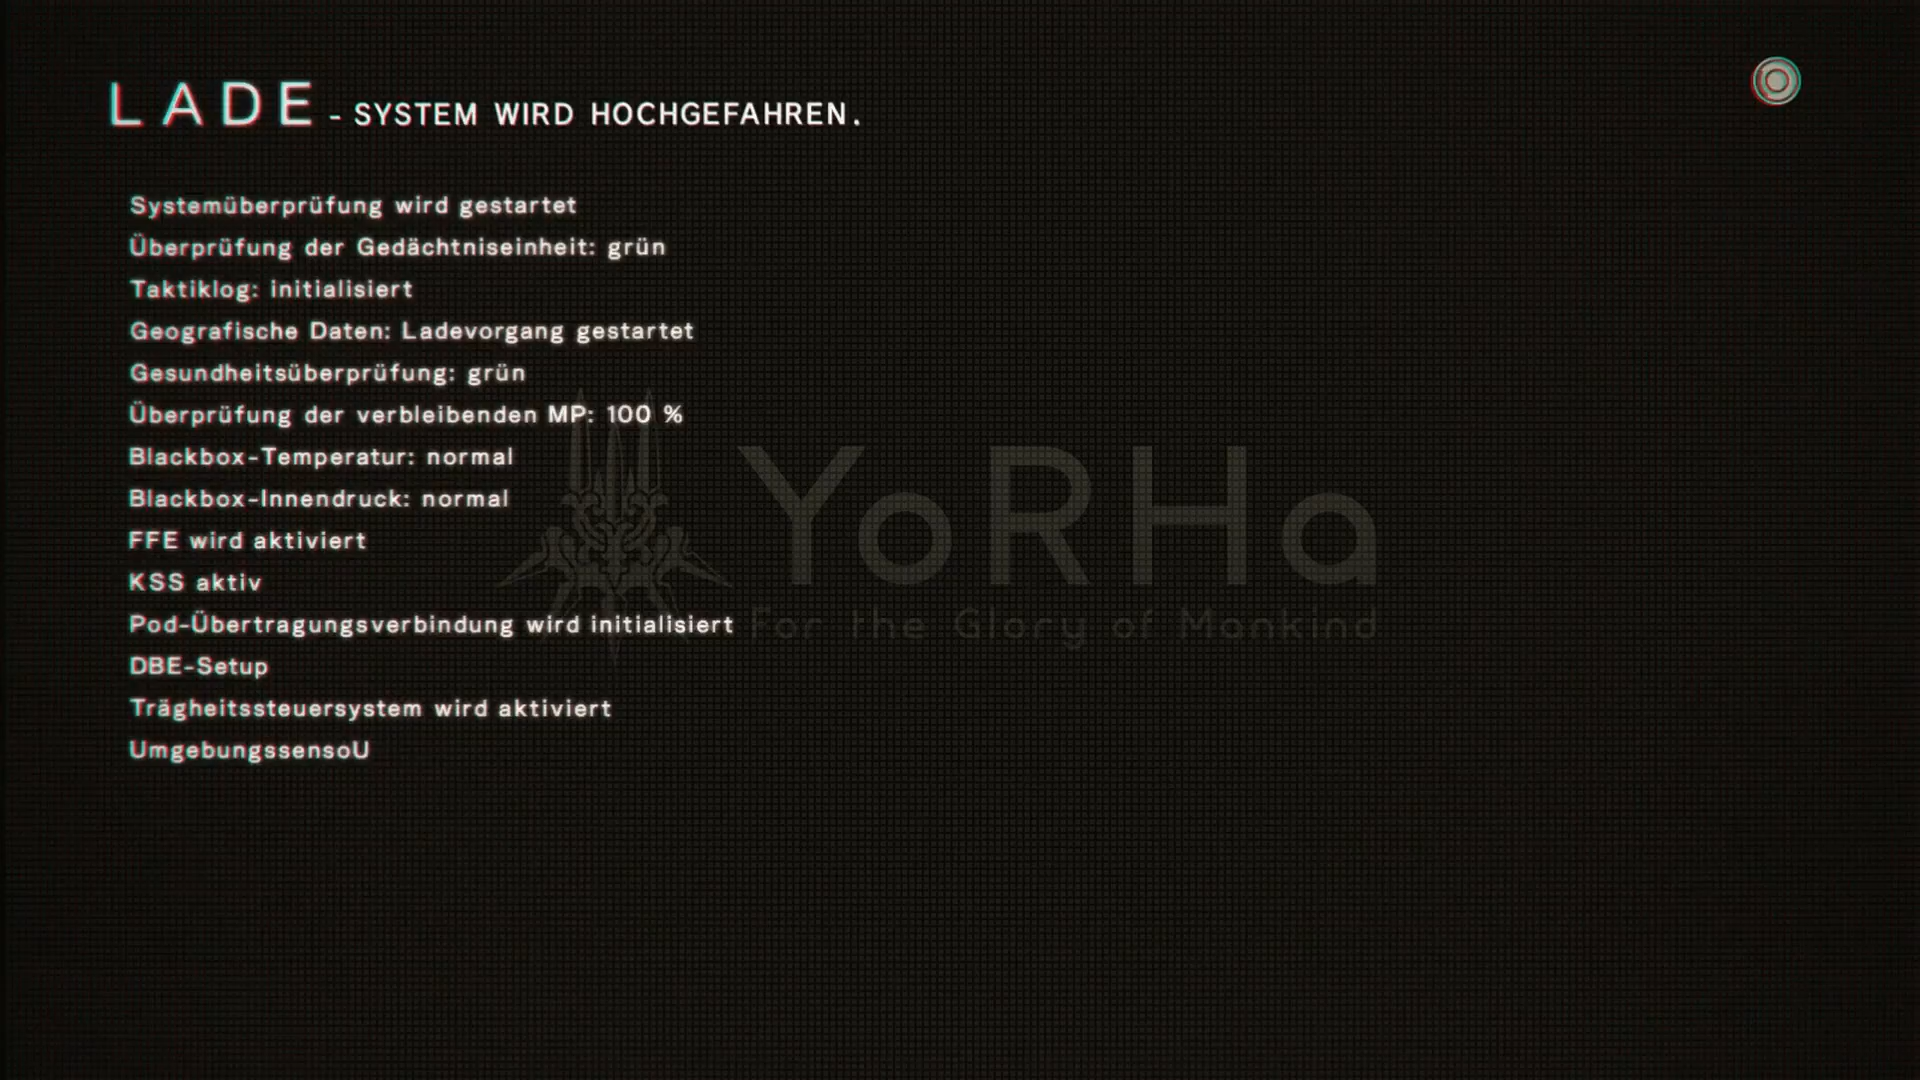 LADE - SYSTEM WIRD HOCHGEFAHREN.
Systemüberprüfung wird gestartet
Überprüfung der Gedächtniseinheit: grün
Taktiklog: initialisiert
Geografische Daten: Ladevorgang gestartet
Gesundheitsüberprüfung: grün
Überprüfung der verbleibenden MP: 100 %
Blackbox-Temperatur: normal
Blackbox-Innendruck: normal
FFE wird aktiviert
KSS aktiv
Pod-Übertragungsverbindung wird initialisiert
DBE-Setup
Trägheitssteuersystem wird aktiviert
UmgebungssensoU
YoRHa
For the Glory of Mankind